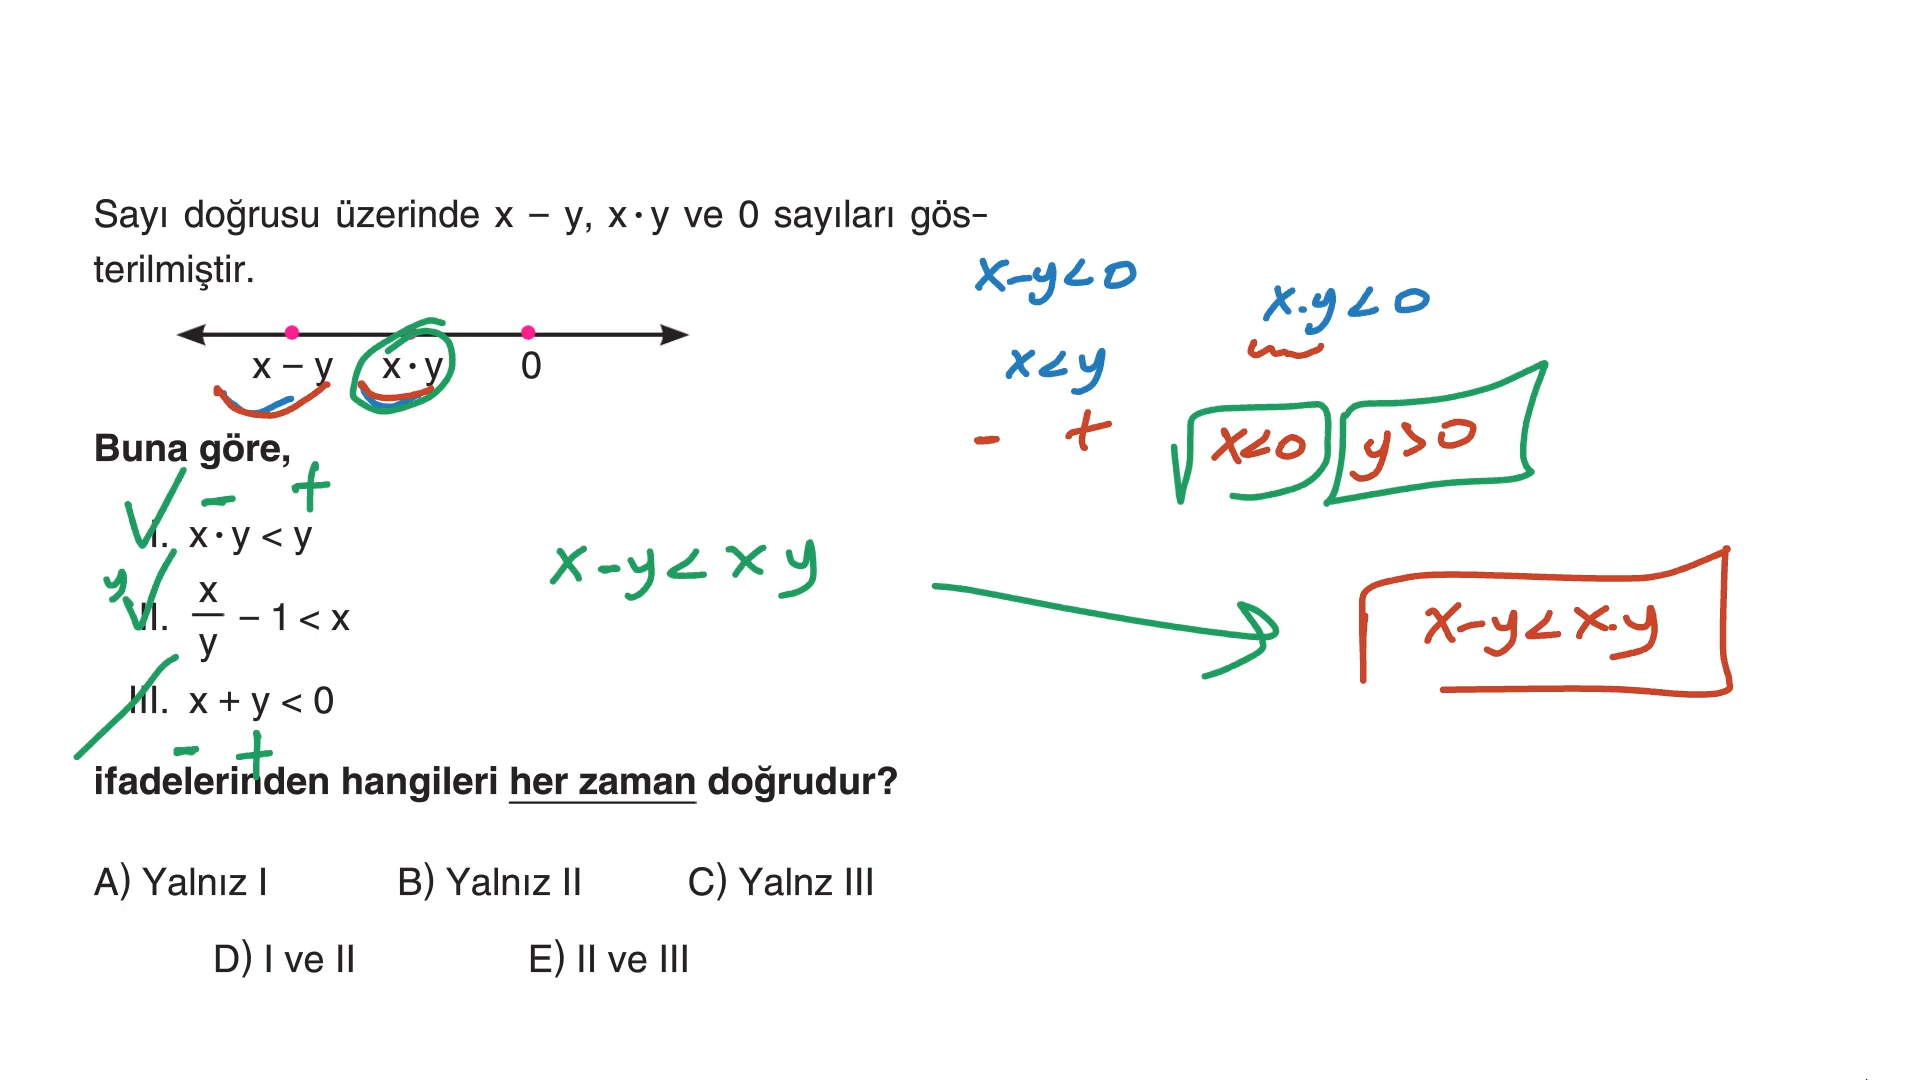 Sayı doğrusu üzerinde x – y, x·y ve 0 sayıları gös-
terilmiştir.
x – y x·y 0
x-y<0
x<y
- +
x.y<0
x<0 y>0
Buna göre,
- +
I. x·y < y
y
II. x/y – 1 < x
III. x + y < 0
- +
x-y<xy
x-y<x.y
ifadelerinden hangileri her zaman doğrudur?
A) Yalnız I B) Yalnız II C) Yalnz III
D) I ve II E) II ve III